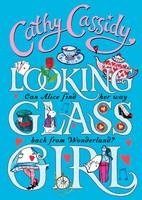 Cathy Cassidy
LOOKING
Can Alice find her way
GLASS
back from Wonderland?
GIRL